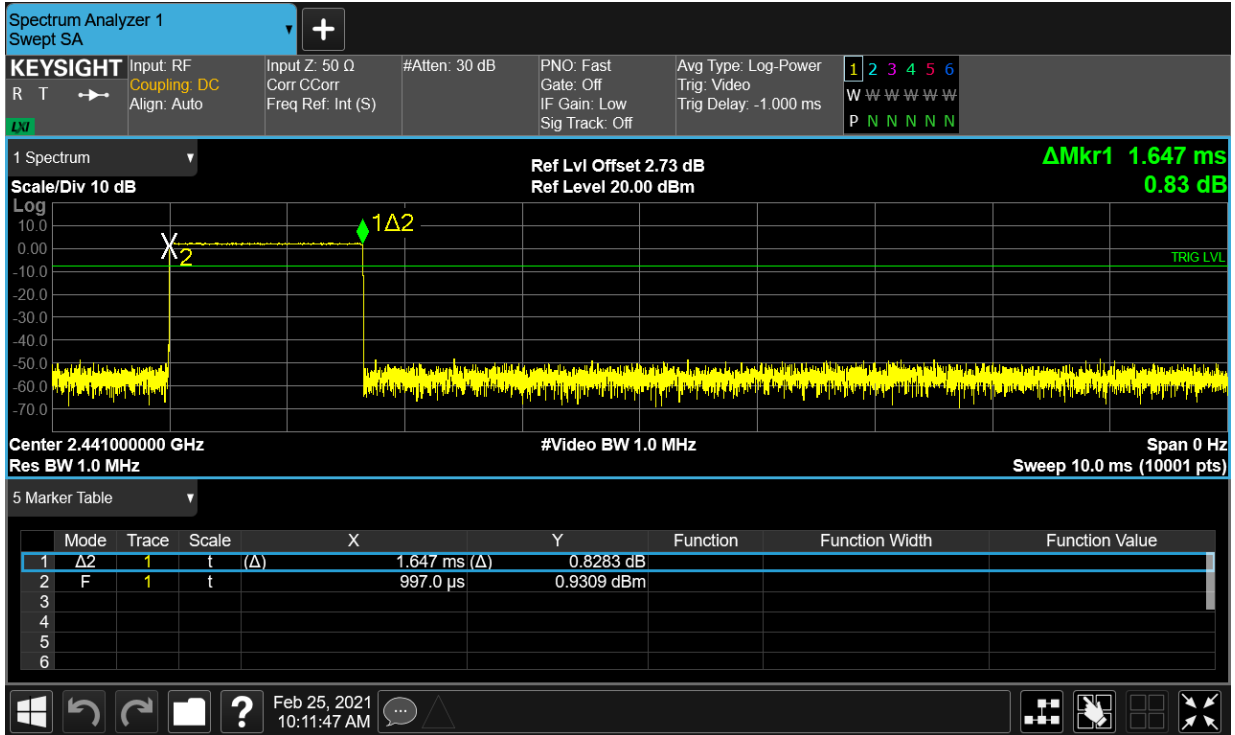 Spectrum Analyzer 1
Swept SA
▼
+
KEYSIGHT Input: RF Input Z: 50 Ω #Atten: 30 dB PNO: Fast Avg Type: Log-Power 1 2 3 4 5 6
R T Coupling: DC Corr CCorr Gate: Off Trig: Video W W W W W W
Align: Auto Freq Ref: Int (S) IF Gain: Low Trig Delay: -1.000 ms P N N N N N
LXI Sig Track: Off
1 Spectrum ▼ Ref Lvl Offset 2.73 dB ΔMkr1 1.647 ms
Scale/Div 10 dB Ref Level 20.00 dBm 0.83 dB
Log
10.0
0.00
-10.0
-20.0
-30.0
-40.0
-50.0
-60.0
-70.0
1Δ2
2
TRIG LVL
Center 2.441000000 GHz #Video BW 1.0 MHz Span 0 Hz
Res BW 1.0 MHz Sweep 10.0 ms (10001 pts)
5 Marker Table ▼
Mode Trace Scale X Y Function Function Width Function Value
1 Δ2 1 t (Δ) 1.647 ms (Δ) 0.8283 dB
2 F 1 t 997.0 µs 0.9309 dBm
3
4
5
6
? Feb 25, 2021
10:11:47 AM